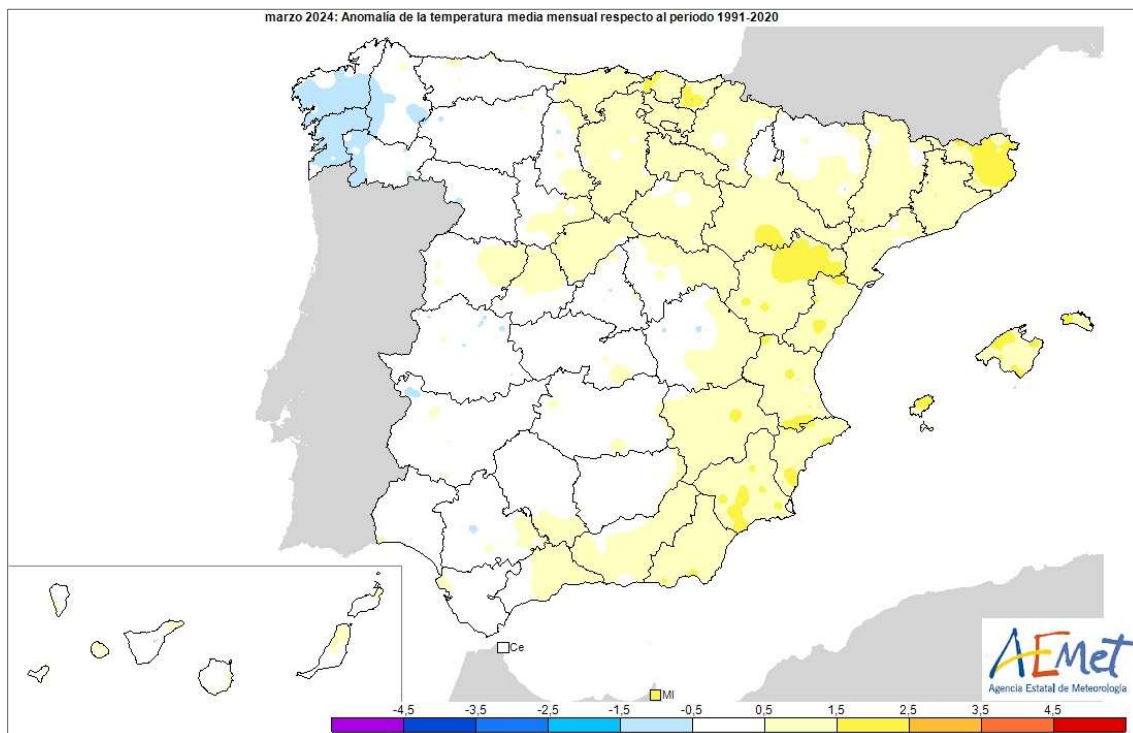 marzo 2024: Anomalía de la temperatura media mensual respecto al periodo 1991-2020
Ce
Ml
AEMet
Agencia Estatal de Meteorología
-4,5 -3,5 -2,5 -1,5 -0,5 0,5 1,5 2,5 3,5 4,5